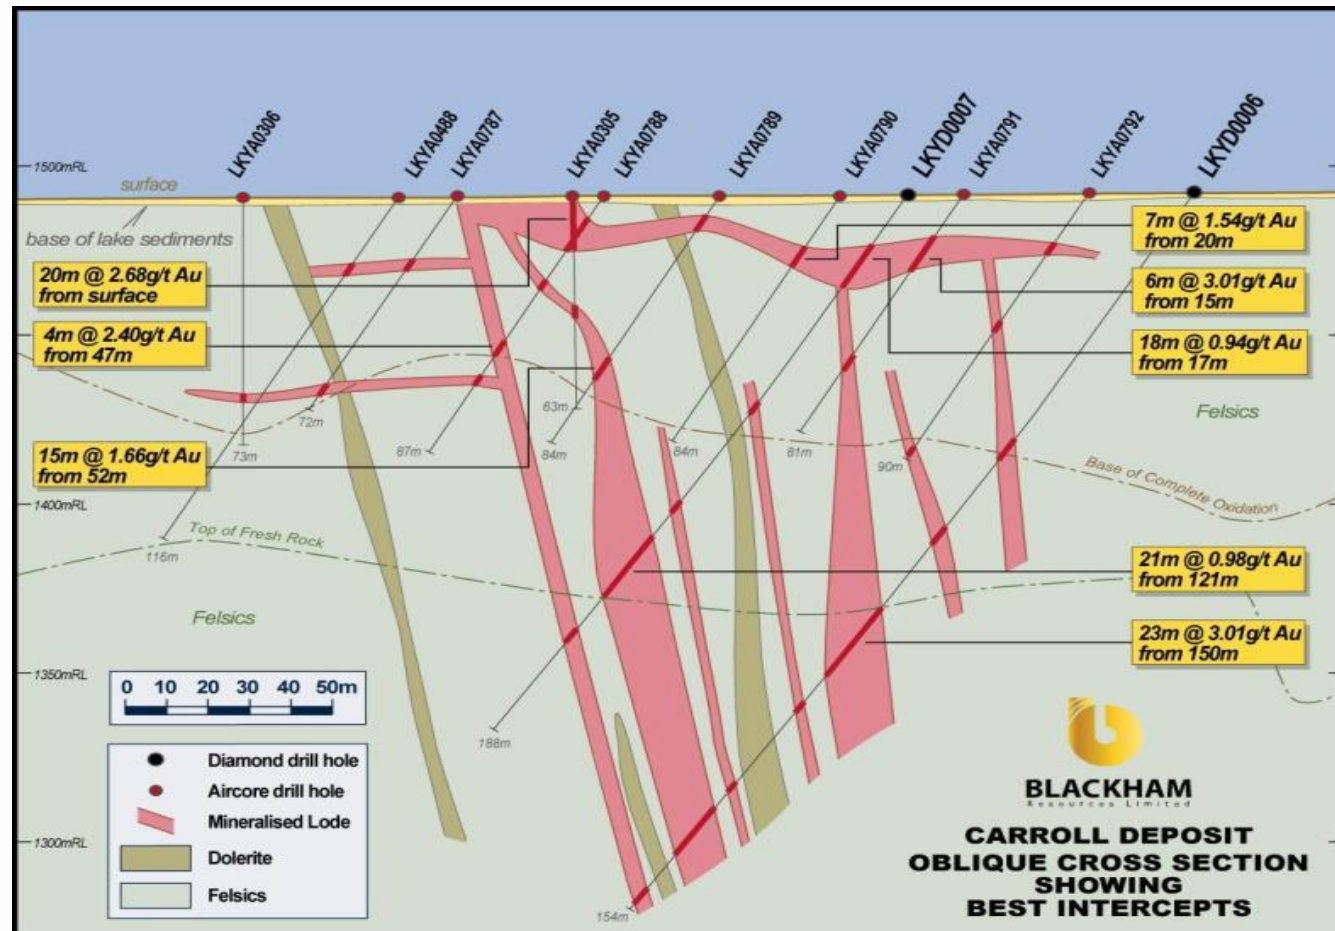 LKYA0306
LKYA0488
LKYA0787
LKYA0305
LKYA0788
LKYA0789
LKYA0790
LKYD0007
LKYA0791
LKYA0792
LKYD0006
1500mRL
surface
base of lake sediments
20m @ 2.68g/t Au
from surface
4m @ 2.40g/t Au
from 47m
15m @ 1.66g/t Au
from 52m
7m @ 1.54g/t Au
from 20m
6m @ 3.01g/t Au
from 15m
18m @ 0.94g/t Au
from 17m
Felsics
72m
73m
87m
63m
84m
84m
81m
90m
Base of Complete Oxidation
1400mRL
Top of Fresh Rock
116m
21m @ 0.98g/t Au
from 121m
Felsics
23m @ 3.01g/t Au
from 150m
1350mRL
0 10 20 30 40 50m
188m
Diamond drill hole
Aircore drill hole
Mineralised Lode
Dolerite
Felsics
1300mRL
154m
BLACKHAM
Resources Limited
CARROLL DEPOSIT
OBLIQUE CROSS SECTION
SHOWING
BEST INTERCEPTS